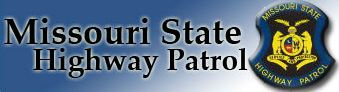 Missouri State
Highway Patrol
MISSOURI STATE
HIGHWAY PATROL